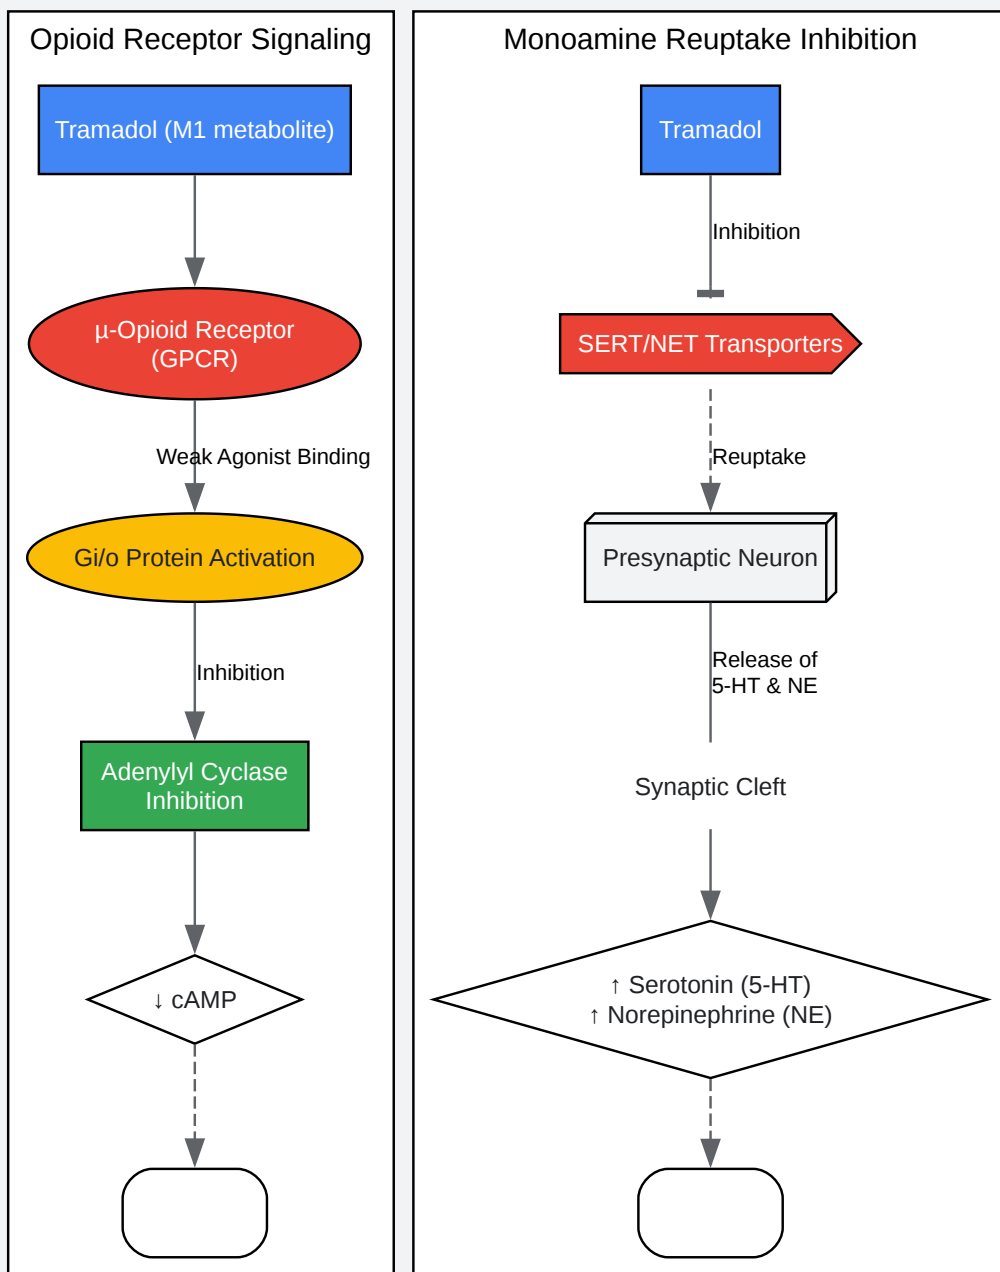 Opioid Receptor Signaling
Tramadol (M1 metabolite)
µ-Opioid Receptor
(GPCR)
Weak Agonist Binding
Gi/o Protein Activation
Inhibition
Adenylyl Cyclase
Inhibition
↓ cAMP
Monoamine Reuptake Inhibition
Tramadol
Inhibition
SERT/NET Transporters
Reuptake
Presynaptic Neuron
Release of
5-HT & NE
Synaptic Cleft
↑ Serotonin (5-HT)
↑ Norepinephrine (NE)